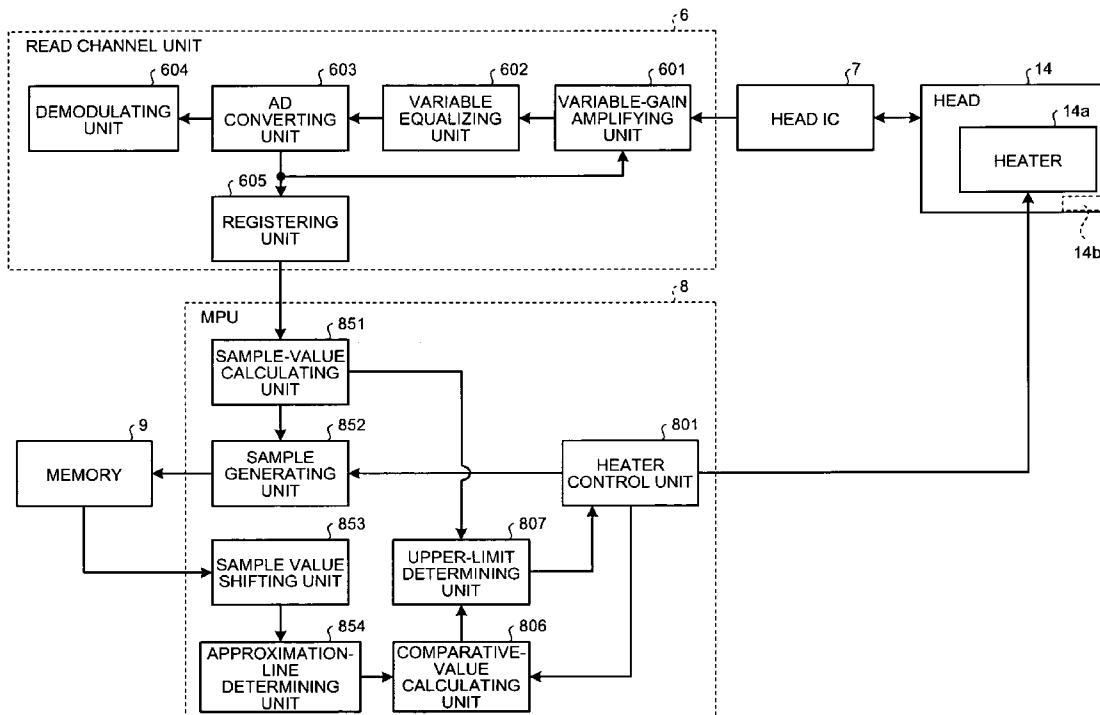 6
READ CHANNEL UNIT
604
603
602
601
7
14
DEMODULATING
UNIT
AD
CONVERTING
UNIT
VARIABLE
EQUALIZING
UNIT
VARIABLE-GAIN
AMPLIFYING
UNIT
HEAD IC
HEAD
14a
HEATER
14b
605
REGISTERING
UNIT
8
MPU
851
SAMPLE-VALUE
CALCULATING
UNIT
9
MEMORY
852
SAMPLE
GENERATING
UNIT
801
HEATER
CONTROL UNIT
853
SAMPLE VALUE
SHIFTING UNIT
807
UPPER-LIMIT
DETERMINING
UNIT
854
APPROXIMATION-
LINE
DETERMINING
UNIT
806
COMPARATIVE-
VALUE
CALCULATING
UNIT